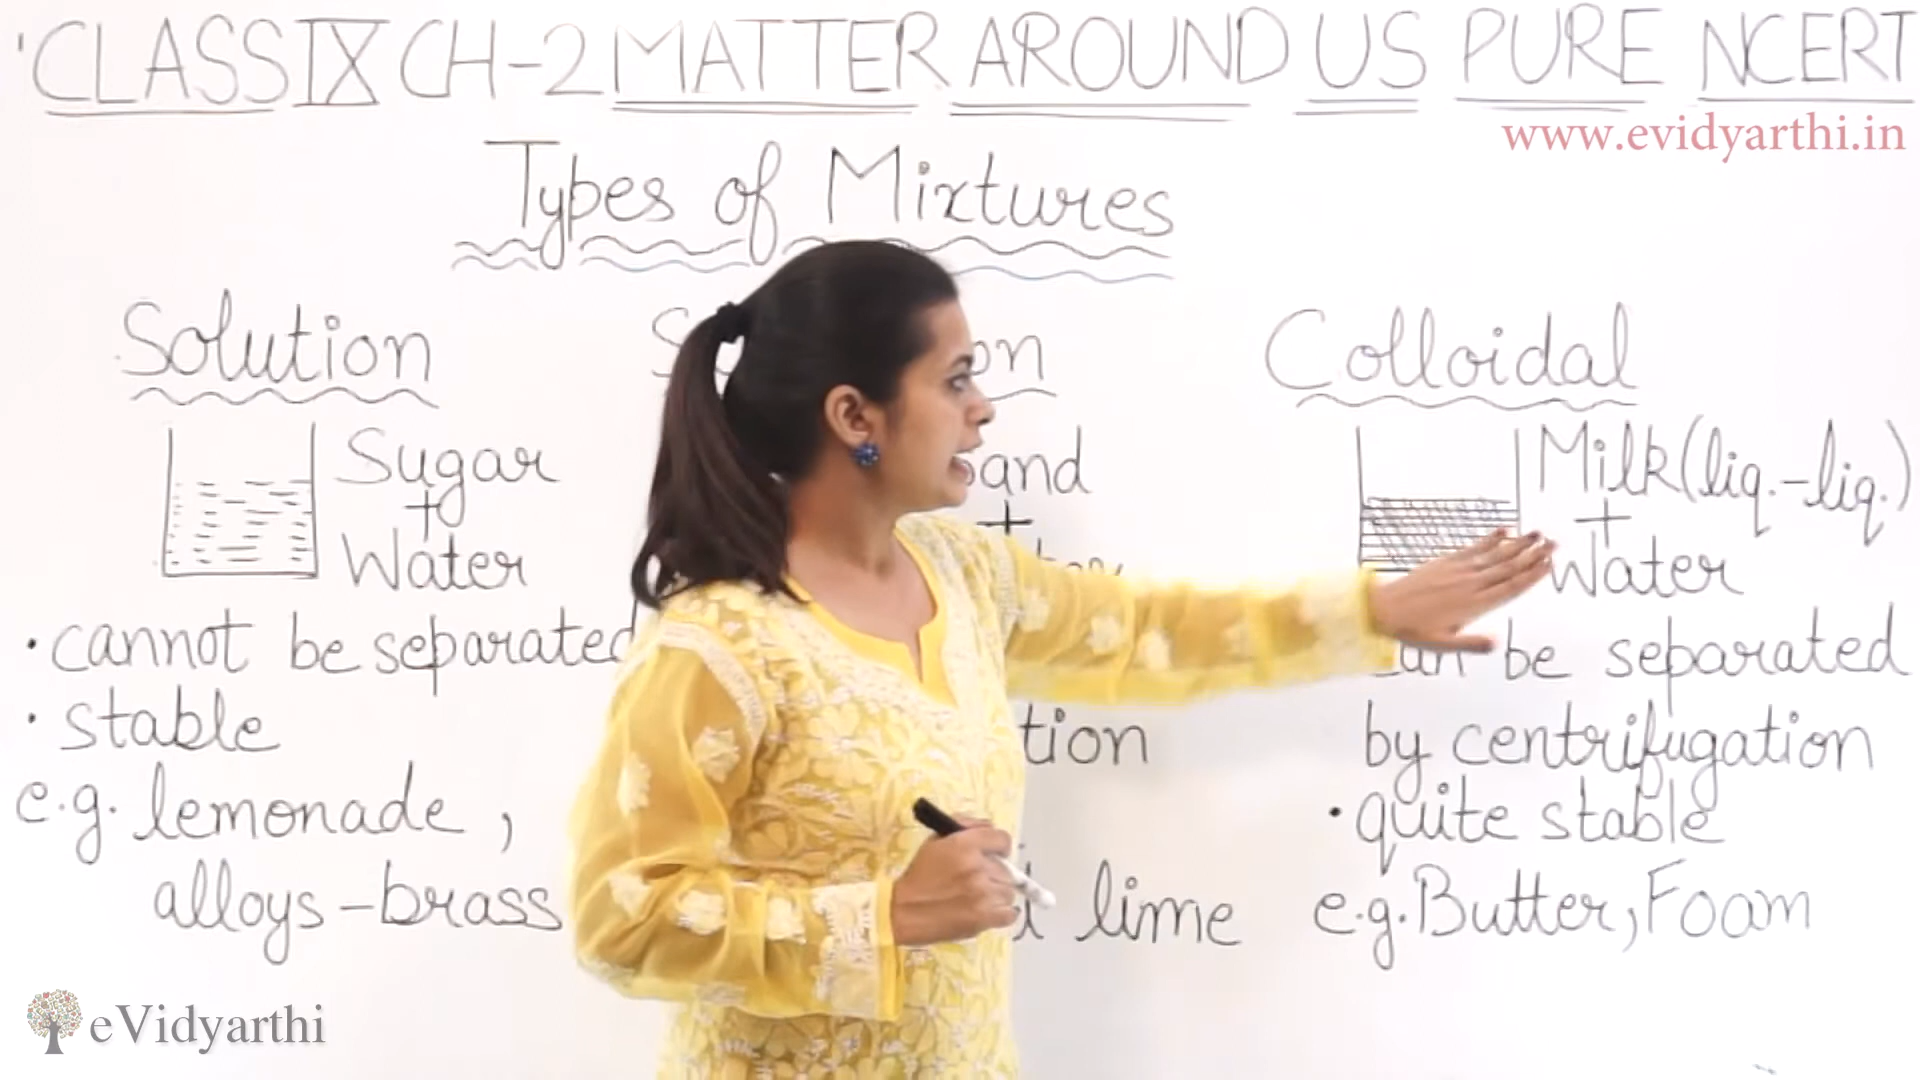 CLASS IX CH-2 MATTER AROUND US PURE NCERT
www.evidyarthi.in
Types of Mixtures
Solution
Sugar
+
Water
• cannot be separated
• stable
e.g. lemonade,
alloys-brass
and
+
tion
lime
Colloidal
Milk (liq.-liq.)
+
Water
be separated
by centrifugation
• quite stable
e.g. Butter, Foam
eVidyarthi